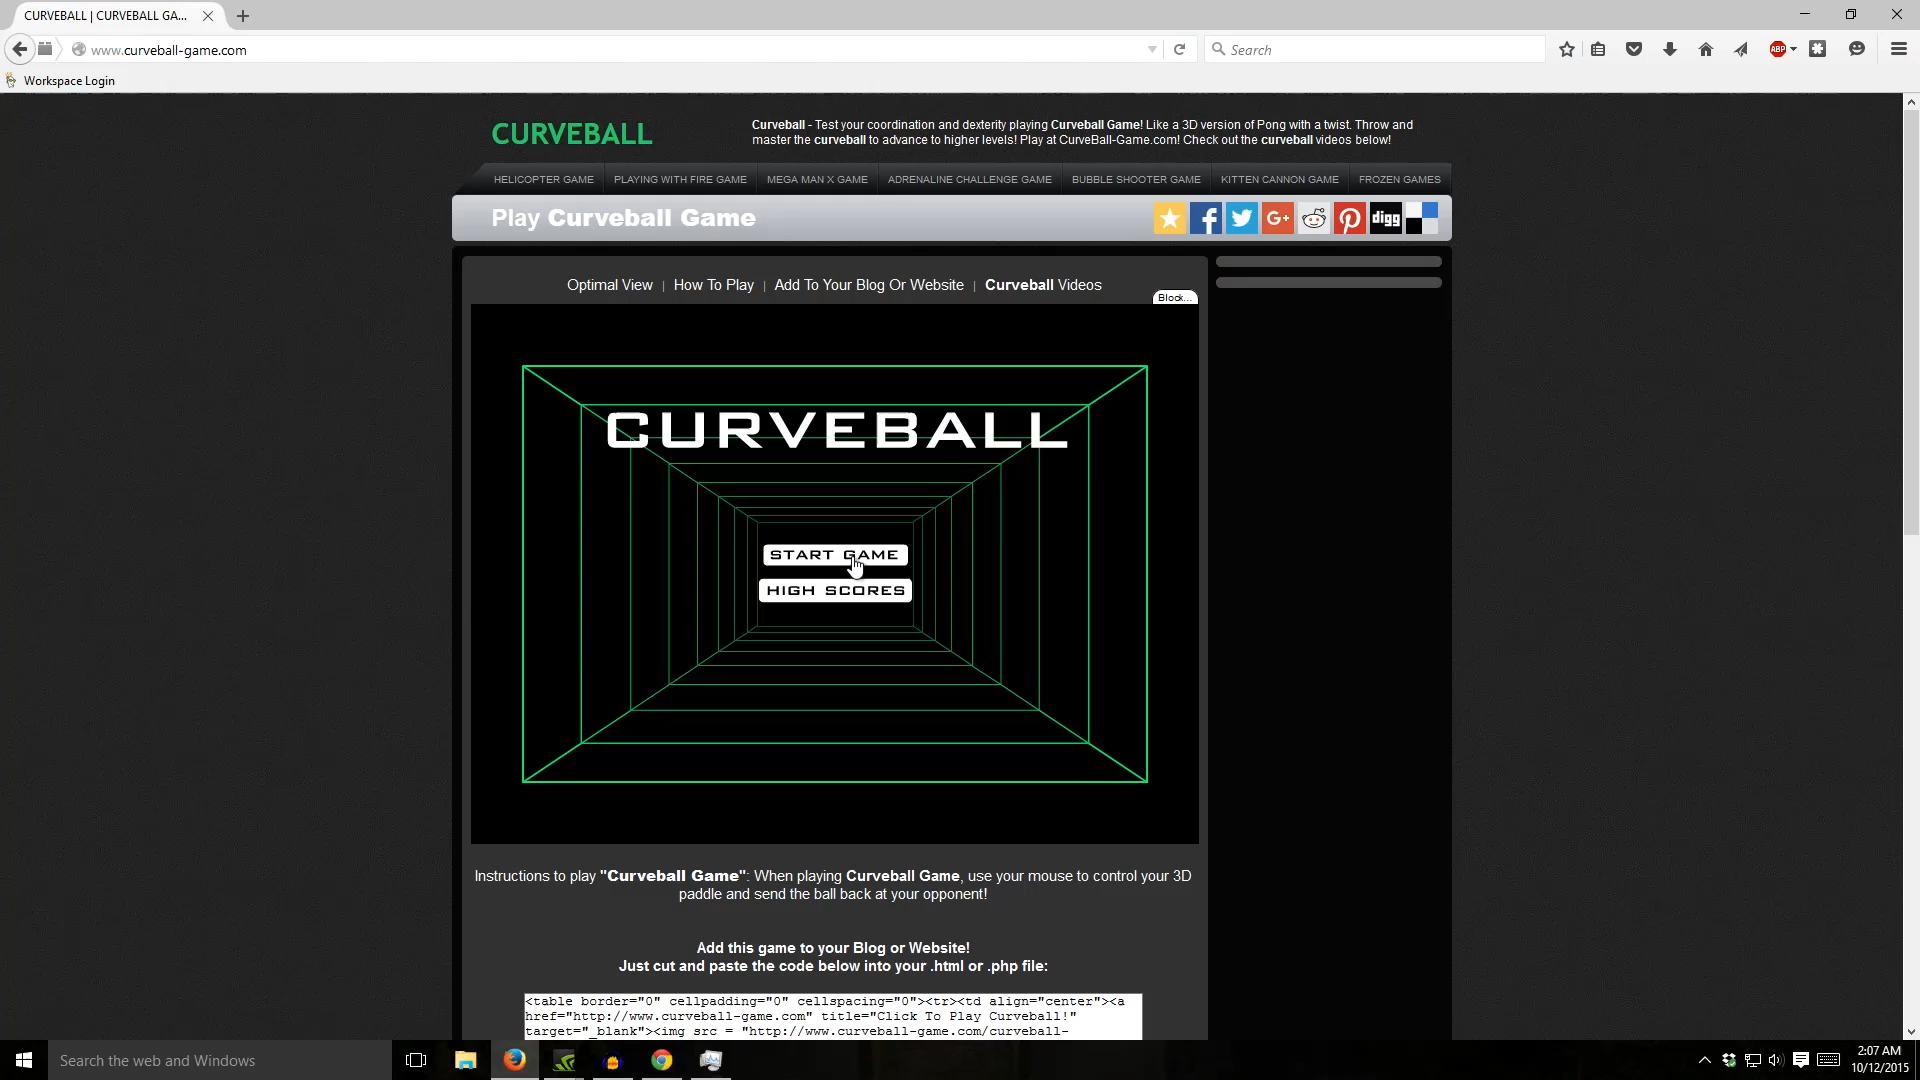 CURVEBALL | CURVEBALL GA...
www.curveball-game.com
Search
ABP
Workspace Login
CURVEBALL
Curveball - Test your coordination and dexterity playing Curveball Game! Like a 3D version of Pong with a twist. Throw and
master the curveball to advance to higher levels! Play at CurveBall-Game.com! Check out the curveball videos below!
HELICOPTER GAME PLAYING WITH FIRE GAME MEGA MAN X GAME ADRENALINE CHALLENGE GAME BUBBLE SHOOTER GAME KITTEN CANNON GAME FROZEN GAMES
Play Curveball Game
G+ digg
Optimal View | How To Play | Add To Your Blog Or Website | Curveball Videos
Block...
CURVEBALL
START GAME
HIGH SCORES
Instructions to play "Curveball Game": When playing Curveball Game, use your mouse to control your 3D
paddle and send the ball back at your opponent!
Add this game to your Blog or Website!
Just cut and paste the code below into your .html or .php file:
<table border="0" cellpadding="0" cellspacing="0"><tr><td align="center"><a
href="http://www.curveball-game.com" title="Click To Play Curveball!"
target="_blank"><img src = "http://www.curveball-game.com/curveball-
Search the web and Windows
2:07 AM
10/12/2015